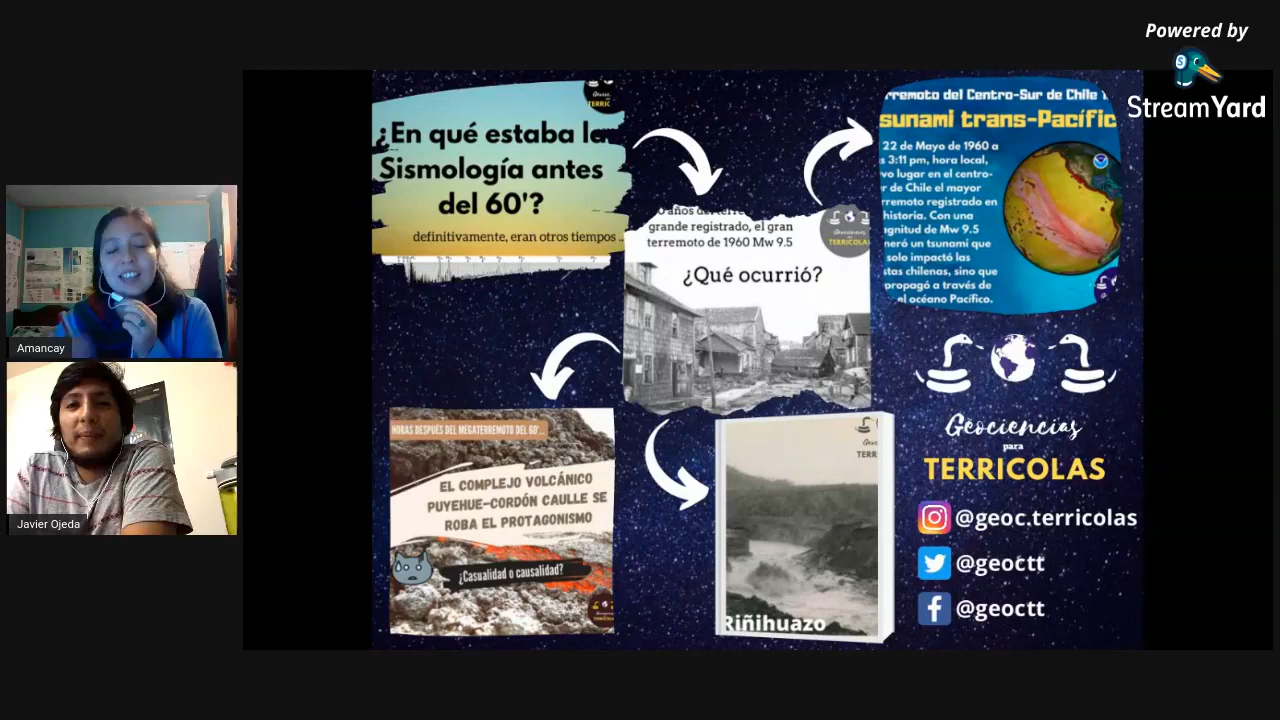 Powered by
StreamYard
Amancay
Javier Ojeda
¿En qué estaba la
Sismología antes
del 60'?
definitivamente, eran otros tiempos ..
grande registrado, el gran
terremoto de 1960 Mw 9.5
¿Qué ocurrió?
TERRICOLAS
rremoto del Centro-Sur de Chile
sunami trans-Pacífic
22 de Mayo de 1960 a
s 3:11 pm, hora local,
vo lugar en el centro-
r de Chile el mayor
rremoto registrado en
historia. Con una
agnitud de Mw 9.5
neró un tsunami que
solo impactó las
stas chilenas, sino que
propagó a través de
el océano Pacífico.
HORAS DESPUÉS DEL MEGATERREMOTO DEL 60'...
EL COMPLEJO VOLCÁNICO
PUYEHUE-CORDÓN CAULLE SE
ROBA EL PROTAGONISMO
¿Casualidad o causalidad?
Riñihuazo
Geociencias
para
TERRICOLAS
@geoc.terricolas
@geoctt
@geoctt